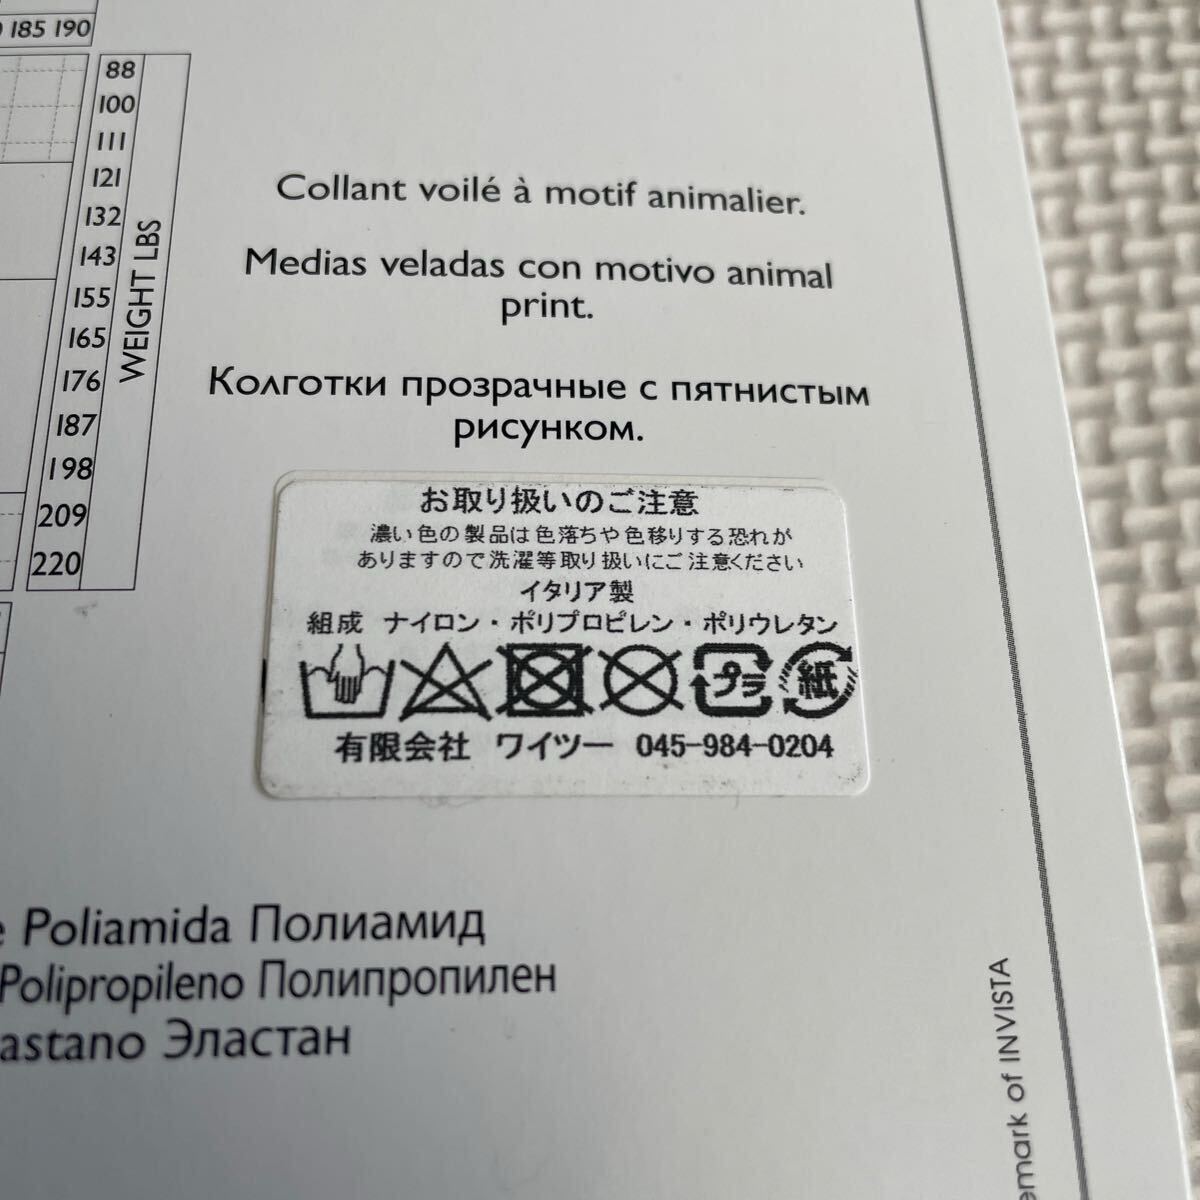 185 190
88
100
111
121
132
143
155
165
176
187
198
209
220
WEIGHT LBS
Collant voilé à motif animalier.
Medias veladas con motivo animal
print.
Колготки прозрачные с пятнистым
рисунком.
お取り扱いのご注意
濃い色の製品は色落ちや色移りする恐れが
ありますので洗濯等取り扱いにご注意ください
イタリア製
組成 ナイロン・ポリプロピレン・ポリウレタン
プラ 紙
有限会社 ワイツー 045-984-0204
Poliamida Полиамид
Polipropileno Полипропилен
astano Эластан
emark of INVISTA